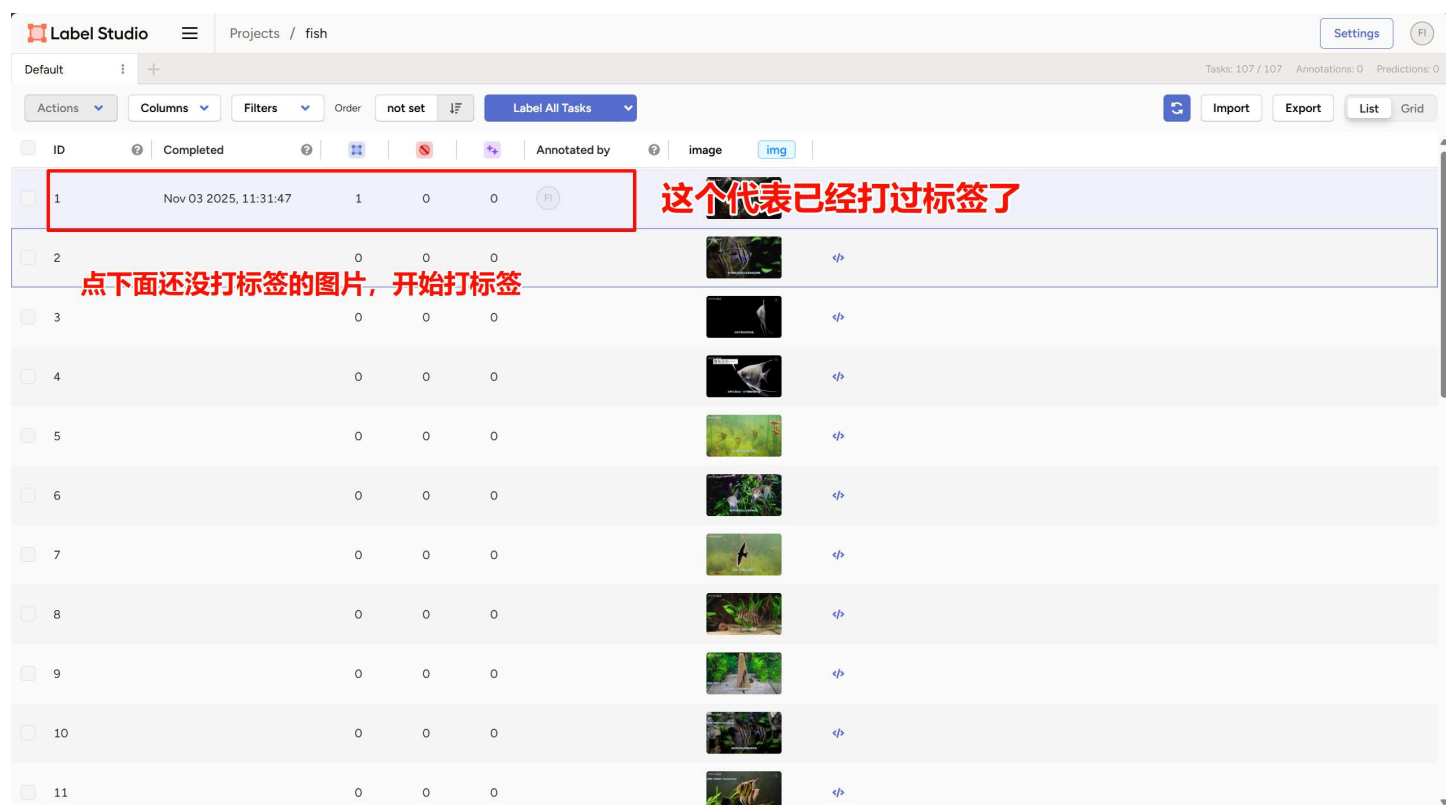 Label Studio
Projects / fish
Settings
FI
Default
Tasks: 107 / 107 Annotations: 0 Predictions: 0
Actions
Columns
Filters
Order
not set
Label All Tasks
Import
Export
List
Grid
ID Completed Annotated by image img
1 Nov 03 2025, 11:31:47 1 0 0 FI
这个代表已经打过标签了
2 0 0 0 </>
点下面还没打标签的图片，开始打标签
3 0 0 0 </>
4 0 0 0 </>
5 0 0 0 </>
6 0 0 0 </>
7 0 0 0 </>
8 0 0 0 </>
9 0 0 0 </>
10 0 0 0 </>
11 0 0 0 </>